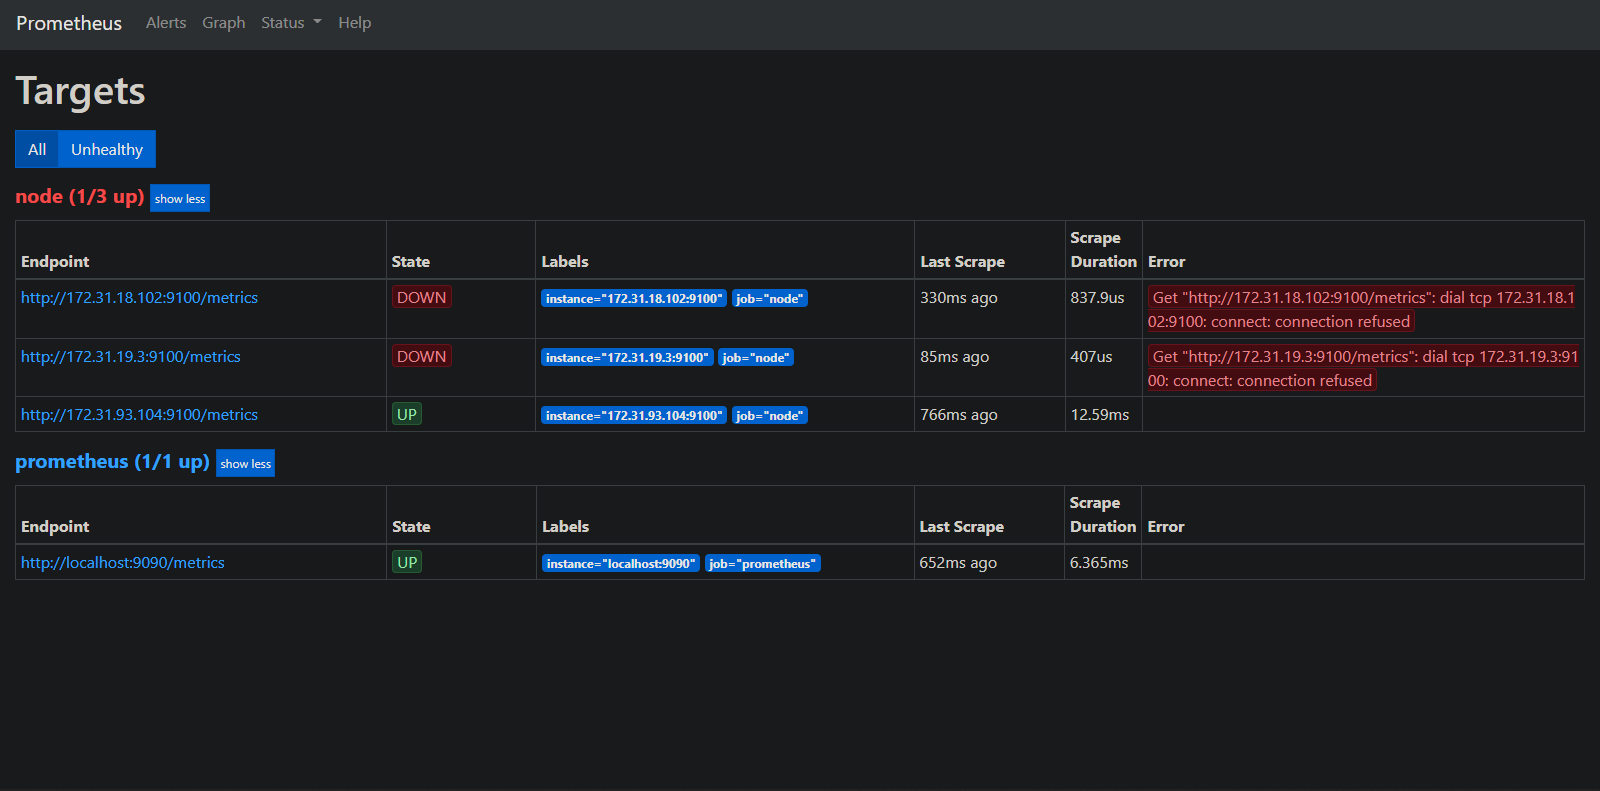 Prometheus Alerts Graph Status Help
Targets
All Unhealthy
node (1/3 up) show less
Endpoint State Labels Last Scrape Scrape Duration Error
http://172.31.18.102:9100/metrics DOWN instance="172.31.18.102:9100" job="node" 330ms ago 837.9us Get "http://172.31.18.102:9100/metrics": dial tcp 172.31.18.1
02:9100: connect: connection refused
http://172.31.19.3:9100/metrics DOWN instance="172.31.19.3:9100" job="node" 85ms ago 407us Get "http://172.31.19.3:9100/metrics": dial tcp 172.31.19.3:91
00: connect: connection refused
http://172.31.93.104:9100/metrics UP instance="172.31.93.104:9100" job="node" 766ms ago 12.59ms
prometheus (1/1 up) show less
Endpoint State Labels Last Scrape Scrape Duration Error
http://localhost:9090/metrics UP instance="localhost:9090" job="prometheus" 652ms ago 6.365ms